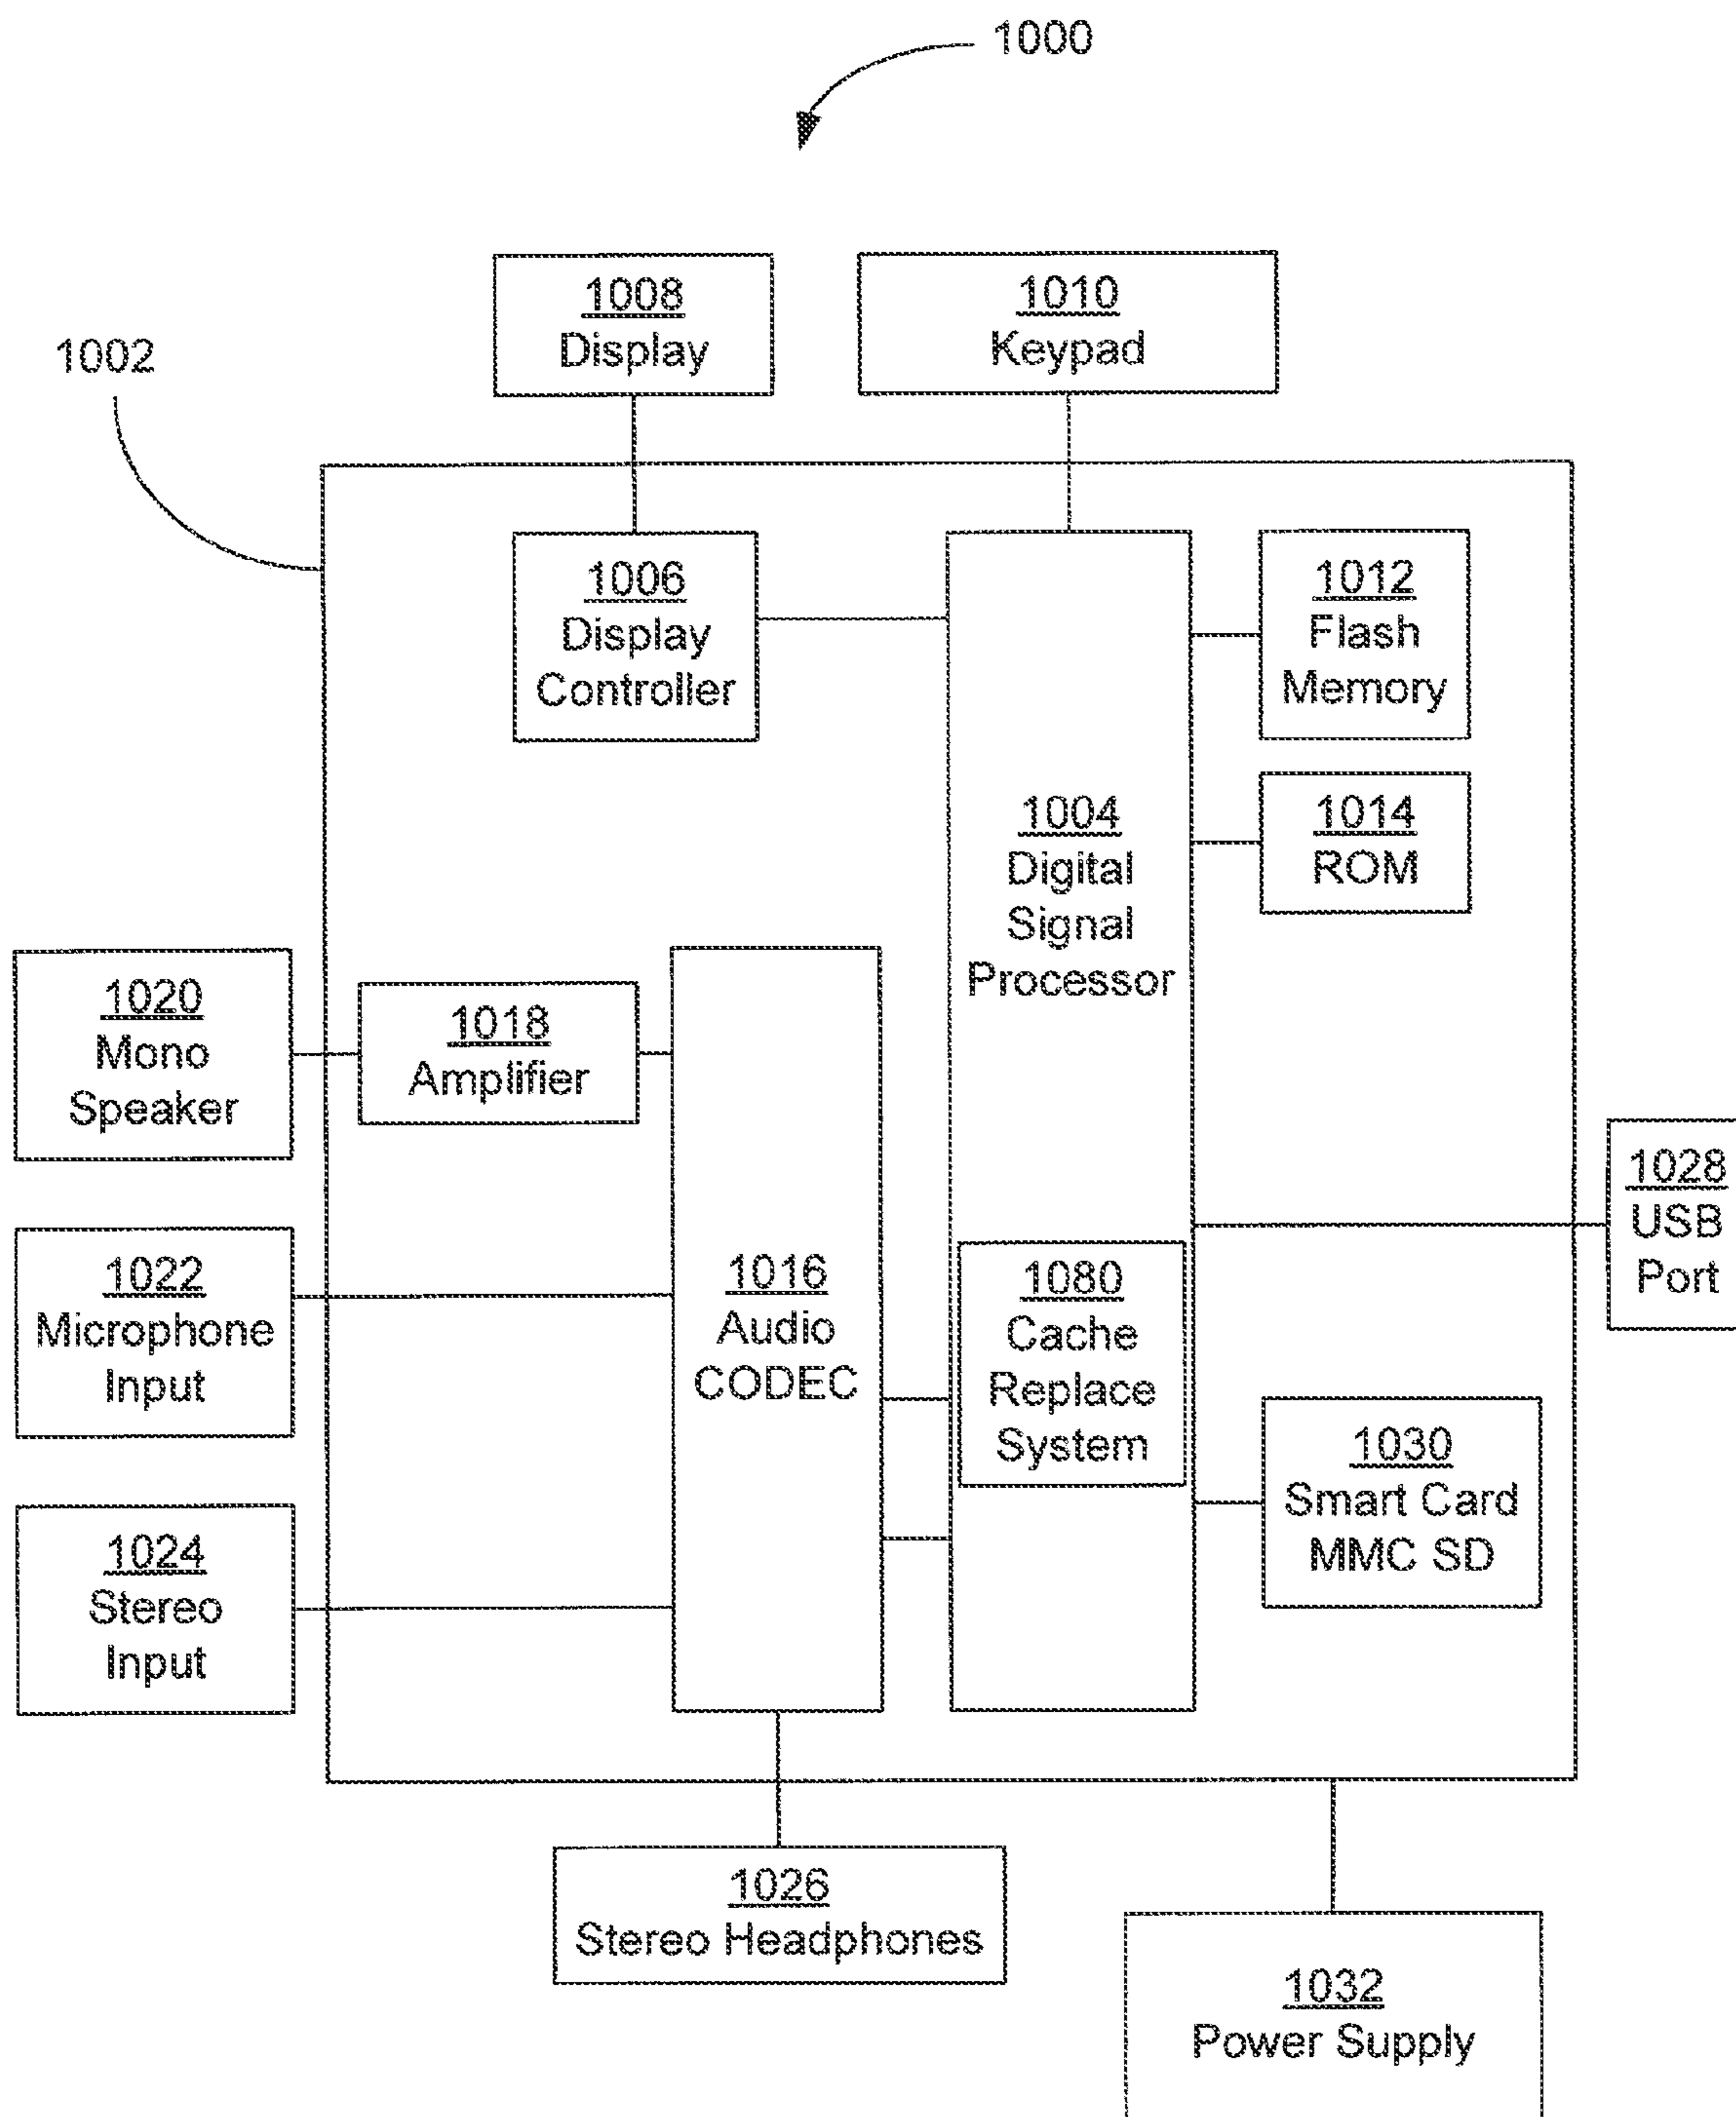 1000
1008
Display
1010
Keypad
1002
1006
Display
Controller
1012
Flash
Memory
1004
Digital
Signal
Processor
1014
ROM
1020
Mono
Speaker
1018
Amplifier
1028
USB
Port
1022
Microphone
Input
1016
Audio
CODEC
1080
Cache
Replace
System
1030
Smart Card
MMC SD
1024
Stereo
Input
1026
Stereo Headphones
1032
Power Supply